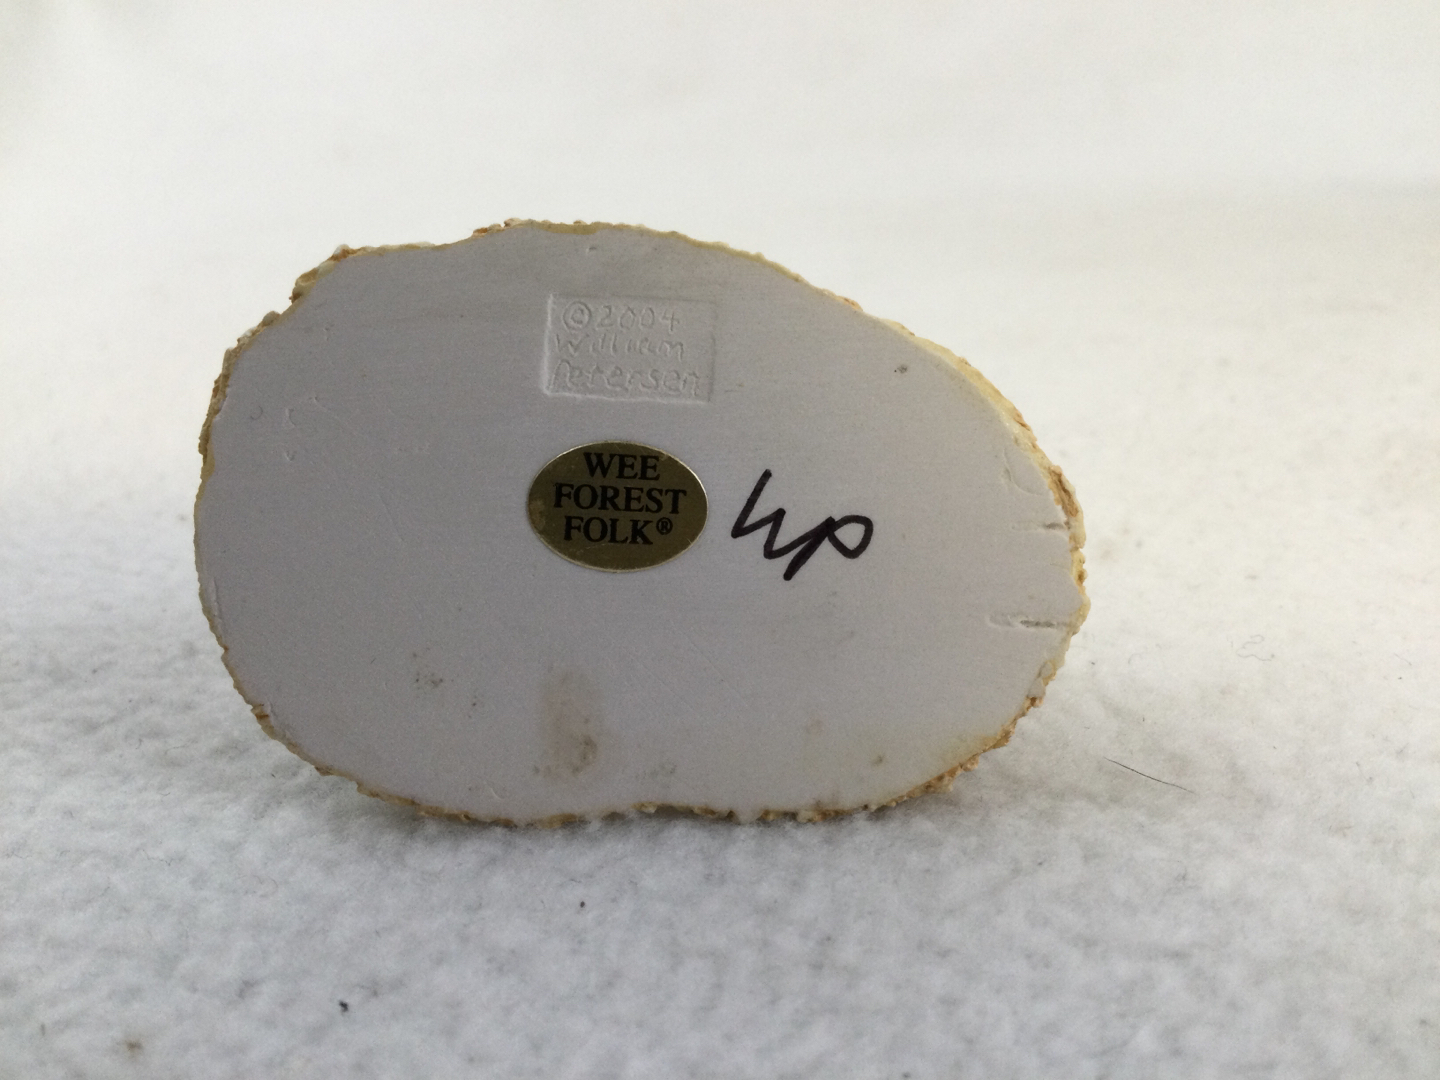 ©2004
William
Petersen
WEE
FOREST
FOLK®
WP